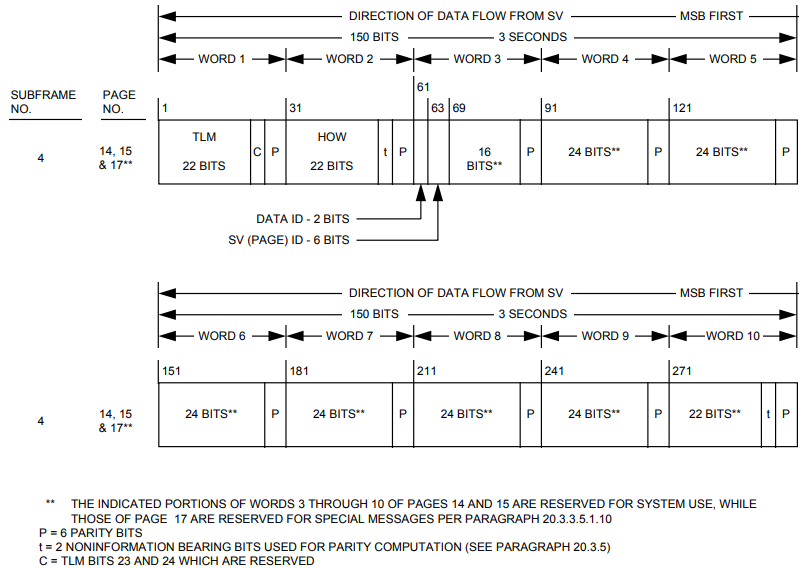 DIRECTION OF DATA FLOW FROM SV MSB FIRST
150 BITS 3 SECONDS
WORD 1 WORD 2 WORD 3 WORD 4 WORD 5
SUBFRAME NO. PAGE NO.
1 31 61 63 69 91 121
4 14, 15 & 17** TLM 22 BITS C P HOW 22 BITS t P 16 BITS** P 24 BITS** P 24 BITS** P
DATA ID - 2 BITS
SV (PAGE) ID - 6 BITS
DIRECTION OF DATA FLOW FROM SV MSB FIRST
150 BITS 3 SECONDS
WORD 6 WORD 7 WORD 8 WORD 9 WORD 10
151 181 211 241 271
4 14, 15 & 17** 24 BITS** P 24 BITS** P 24 BITS** P 24 BITS** P 22 BITS** t P
** THE INDICATED PORTIONS OF WORDS 3 THROUGH 10 OF PAGES 14 AND 15 ARE RESERVED FOR SYSTEM USE, WHILE
THOSE OF PAGE 17 ARE RESERVED FOR SPECIAL MESSAGES PER PARAGRAPH 20.3.3.5.1.10
P = 6 PARITY BITS
t = 2 NONINFORMATION BEARING BITS USED FOR PARITY COMPUTATION (SEE PARAGRAPH 20.3.5)
C = TLM BITS 23 AND 24 WHICH ARE RESERVED